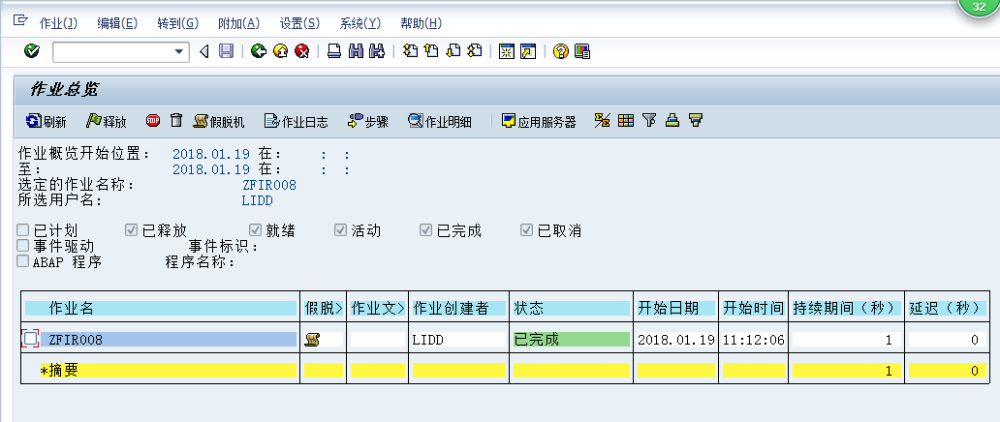 32
作业(J) 编辑(E) 转到(G) 附加(A) 设置(S) 系统(Y) 帮助(H)
作业总览
刷新 释放 STOP 假脱机 作业日志 步骤 作业明细 应用服务器
作业概览开始位置： 2018.01.19 在： : :
至： 2018.01.19 在： : :
选定的作业名称： ZFIR008
所选用户名： LIDD
已计划 已释放 就绪 活动 已完成 已取消
事件驱动 事件标识：
ABAP 程序 程序名称：
作业名 假脱> 作业文> 作业创建者 状态 开始日期 开始时间 持续期间（秒） 延迟（秒）
ZFIR008 LIDD 已完成 2018.01.19 11:12:06 1 0
*摘要 1 0